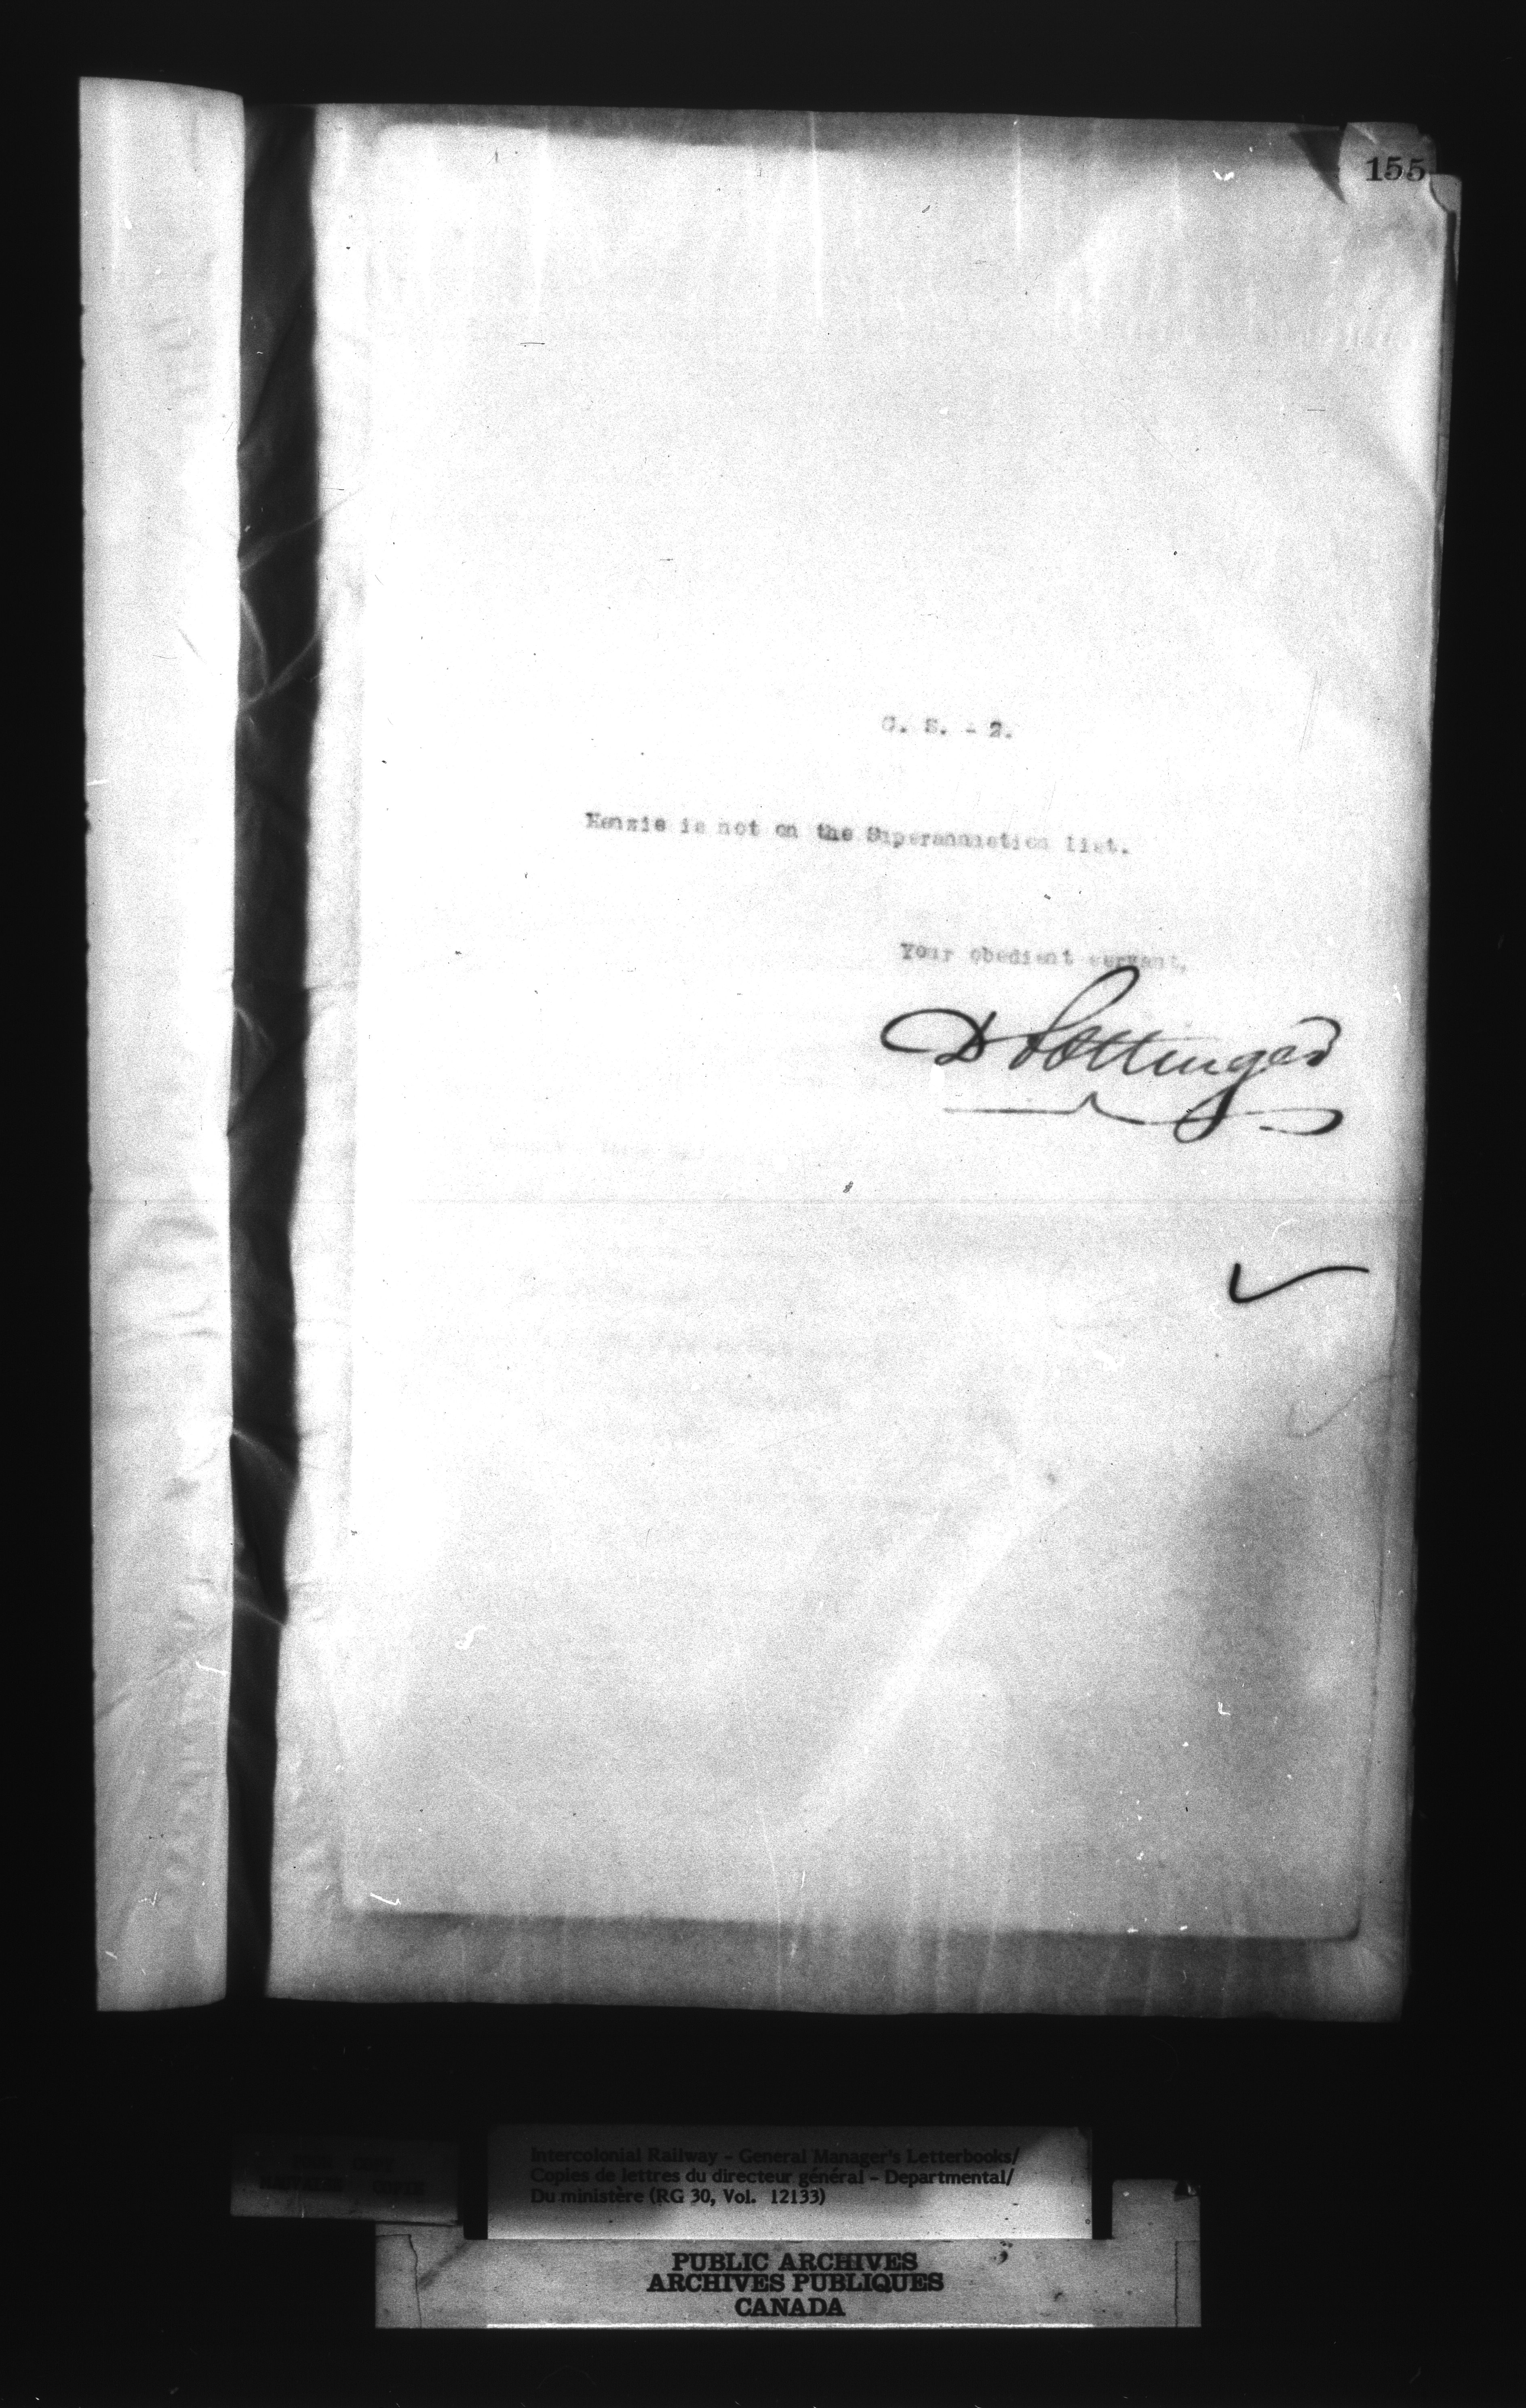 155
C. S. - 2.
Kenzie is not on the Superannuation list.
Your obedient servant,
D Pottinger
Intercolonial Railway - General Manager's Letterbooks/
Copies de lettres du directeur général - Departmental/
Du ministère (RG 30, Vol. 12133)
PUBLIC ARCHIVES
ARCHIVES PUBLIQUES
CANADA